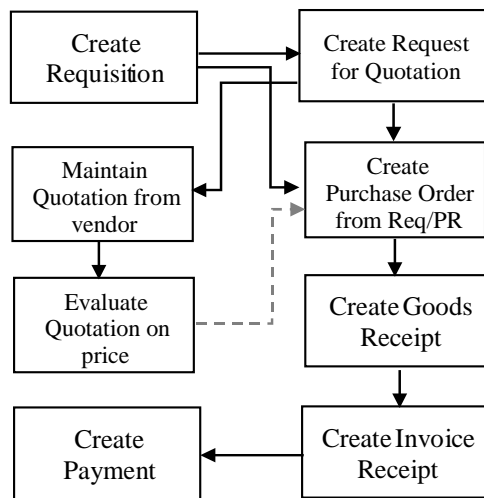 Create
Requisition
Create Request
for Quotation
Maintain
Quotation from
vendor
Create
Purchase Order
from Req/PR
Evaluate
Quotation on
price
Create Goods
Receipt
Create
Payment
Create Invoice
Receipt